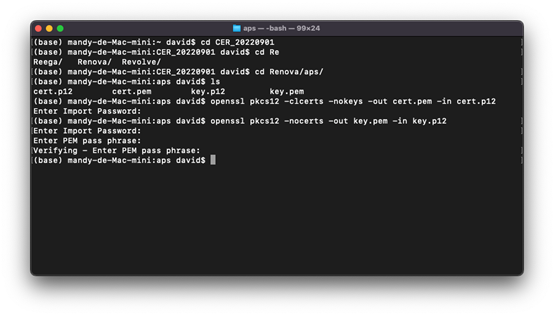 aps — -bash — 99×24
(base) mandy-de-Mac-mini:~ david$ cd CER_20220901
(base) mandy-de-Mac-mini:CER_20220901 david$ cd Re
Reega/   Renova/  Revolve/
(base) mandy-de-Mac-mini:CER_20220901 david$ cd Renova/aps/
(base) mandy-de-Mac-mini:aps david$ ls
cert.p12        cert.pem        key.p12         key.pem
(base) mandy-de-Mac-mini:aps david$ openssl pkcs12 -clcerts -nokeys -out cert.pem -in cert.p12
Enter Import Password:
(base) mandy-de-Mac-mini:aps david$ openssl pkcs12 -nocerts -out key.pem -in key.p12
Enter Import Password:
Enter PEM pass phrase:
Verifying - Enter PEM pass phrase:
(base) mandy-de-Mac-mini:aps david$